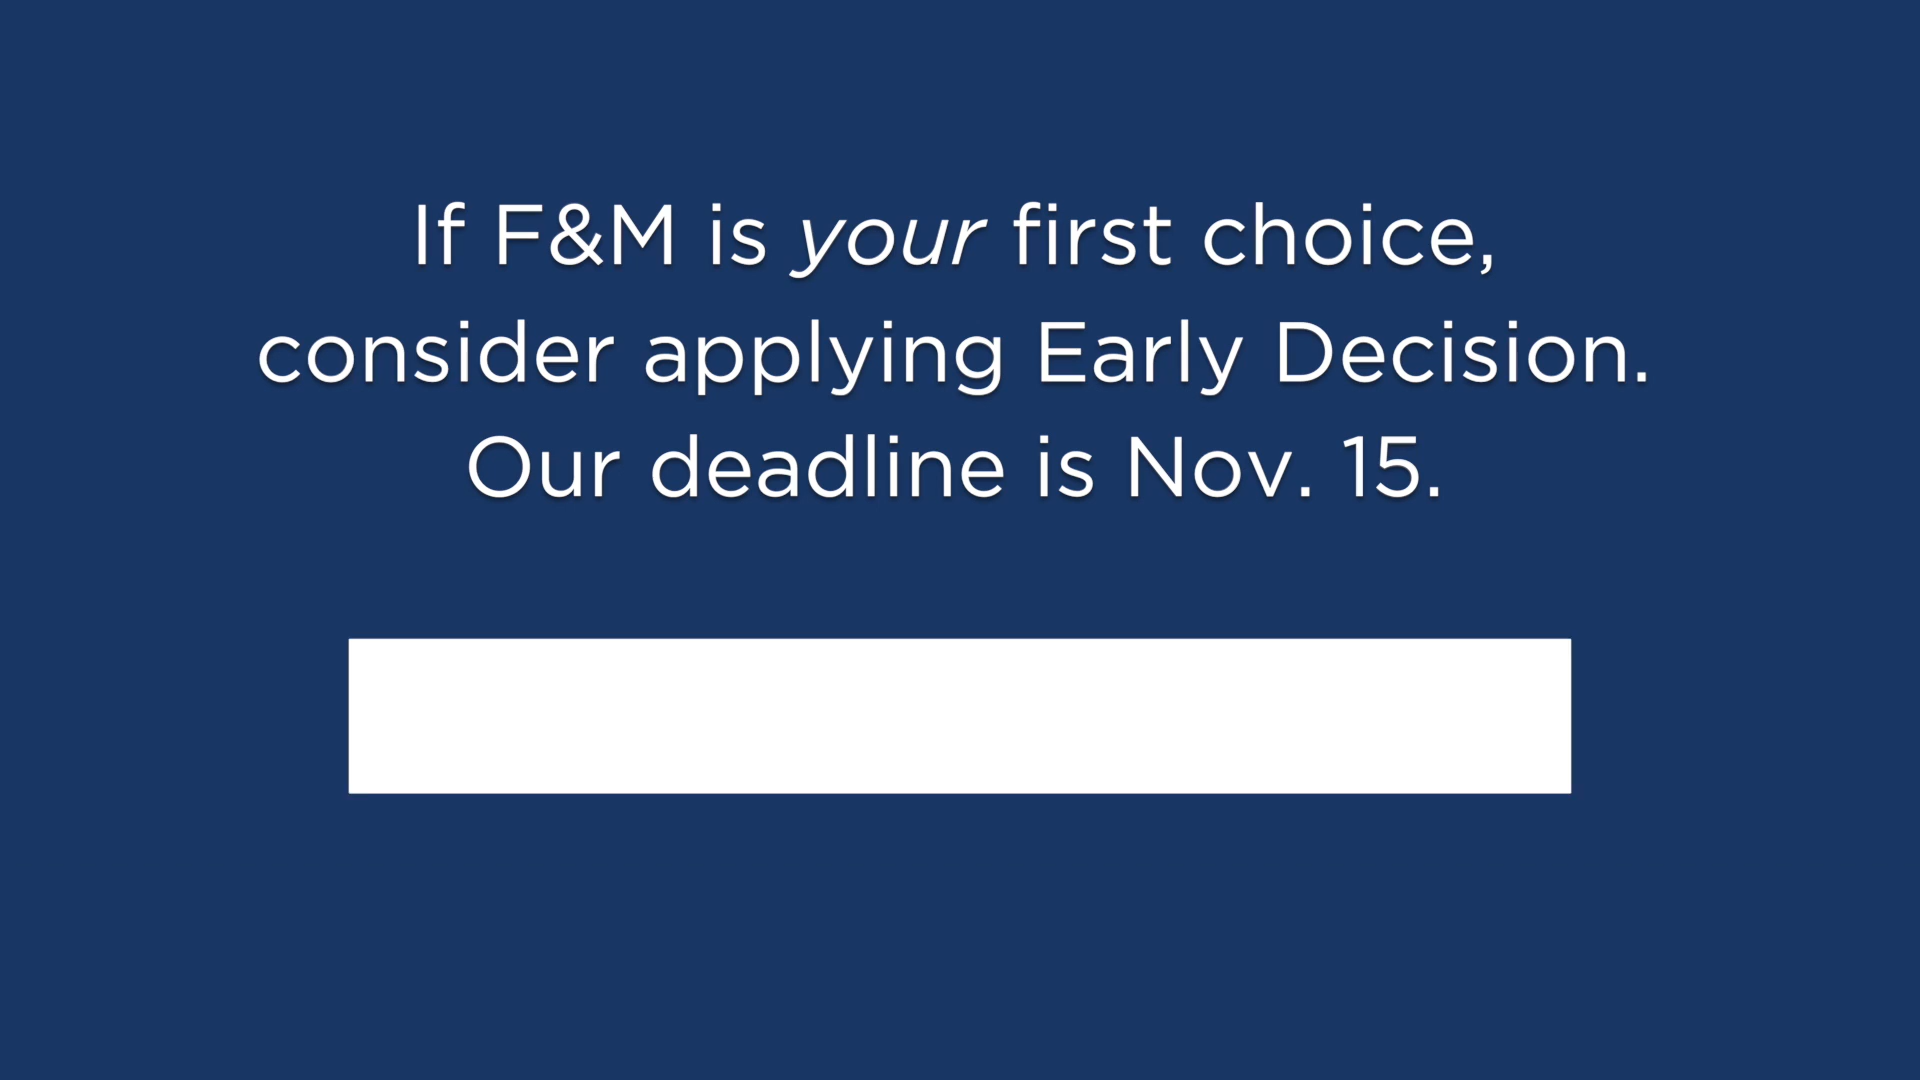 If F&M is your first choice,
consider applying Early Decision.
Our deadline is Nov. 15.